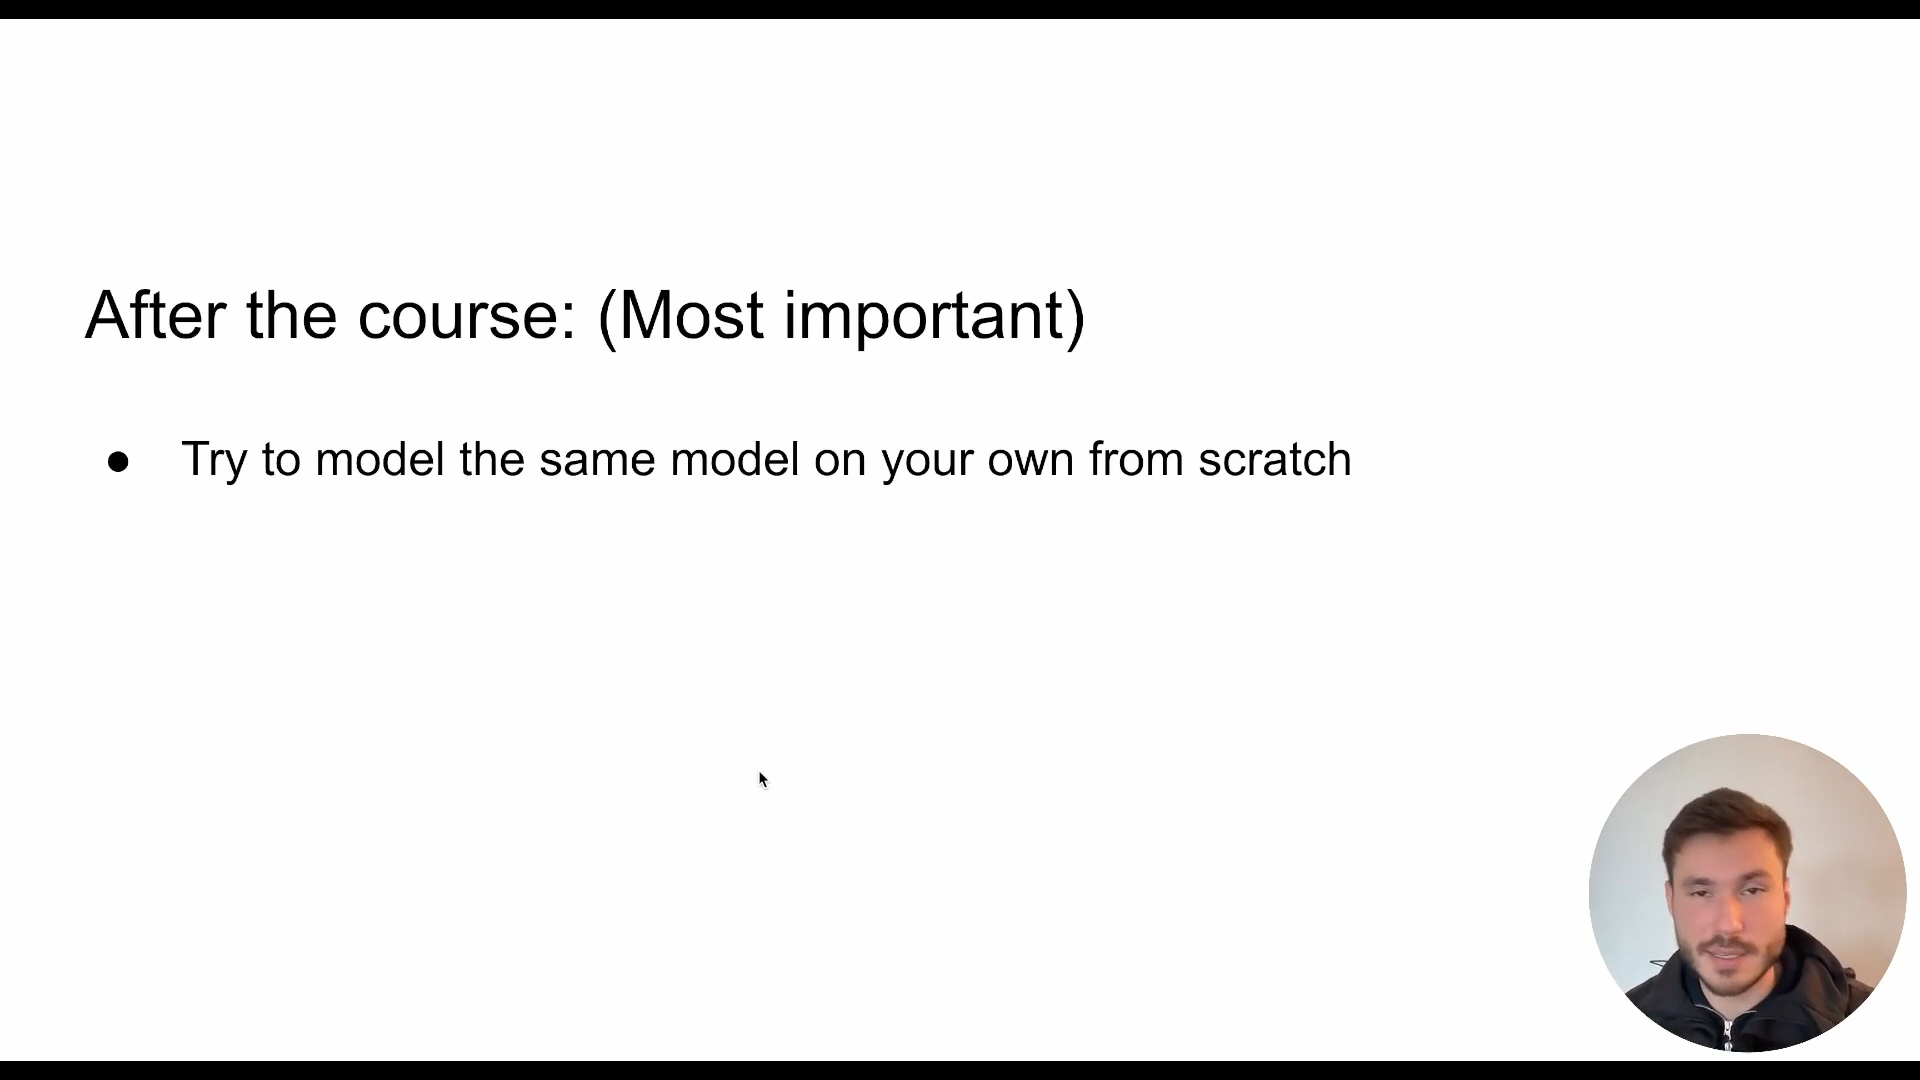 After the course: (Most important)
● Try to model the same model on your own from scratch